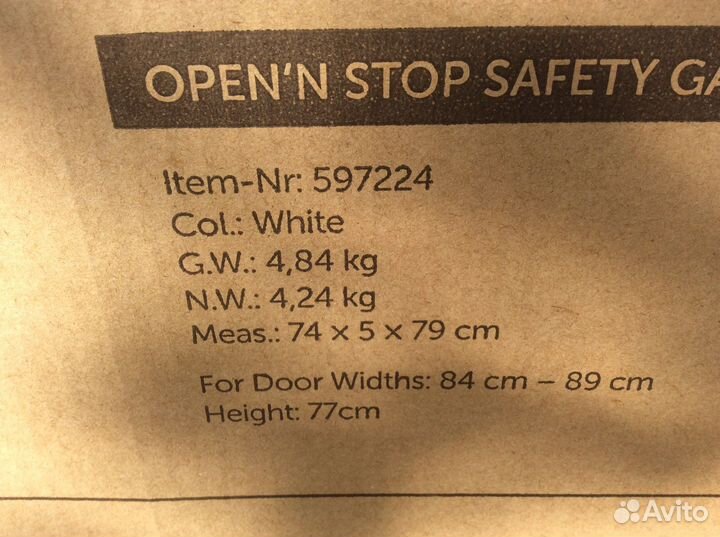 OPEN'N STOP SAFETY GA
Item-Nr: 597224
Col.: White
G.W.: 4,84 kg
N.W.: 4,24 kg
Meas.: 74 x 5 x 79 cm
For Door Widths: 84 cm – 89 cm
Height: 77cm
Avito